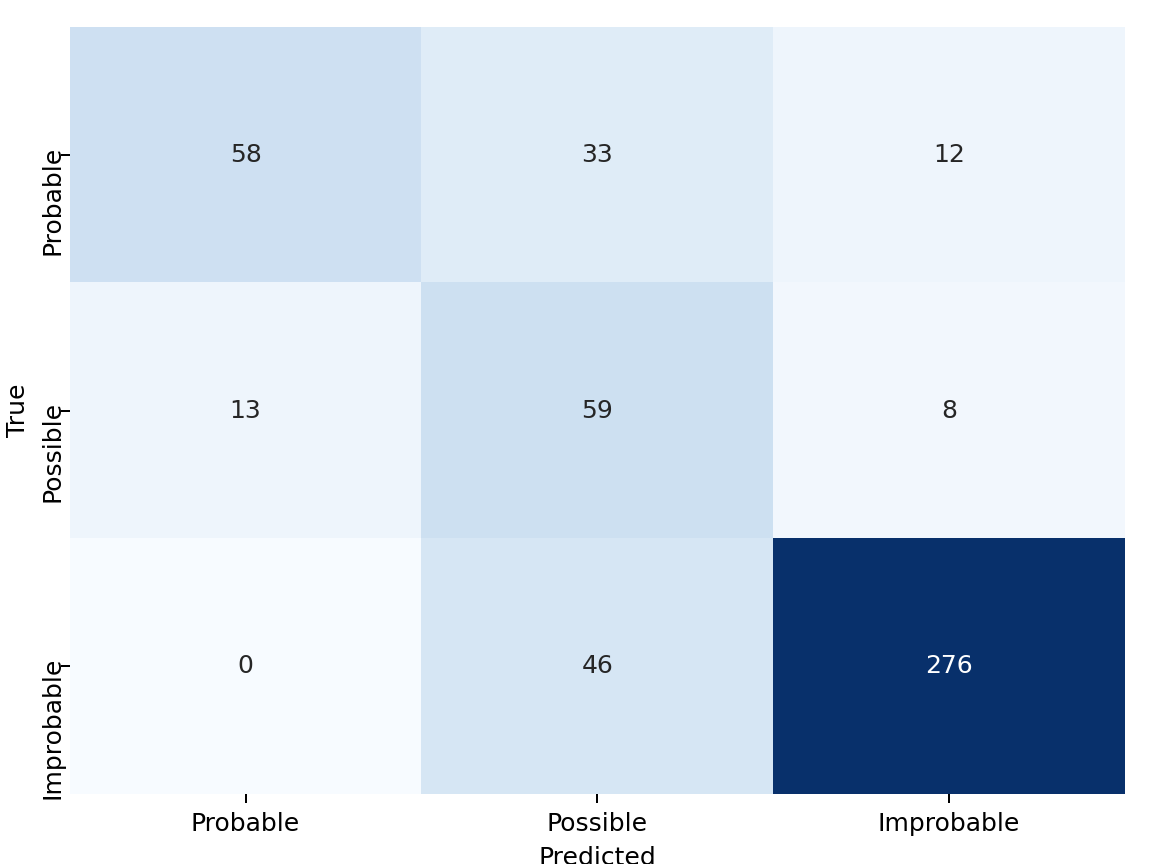 True
Probable
58 33 12
Possible
13 59 8
Improbable
0 46 276
Probable Possible Improbable
Predicted